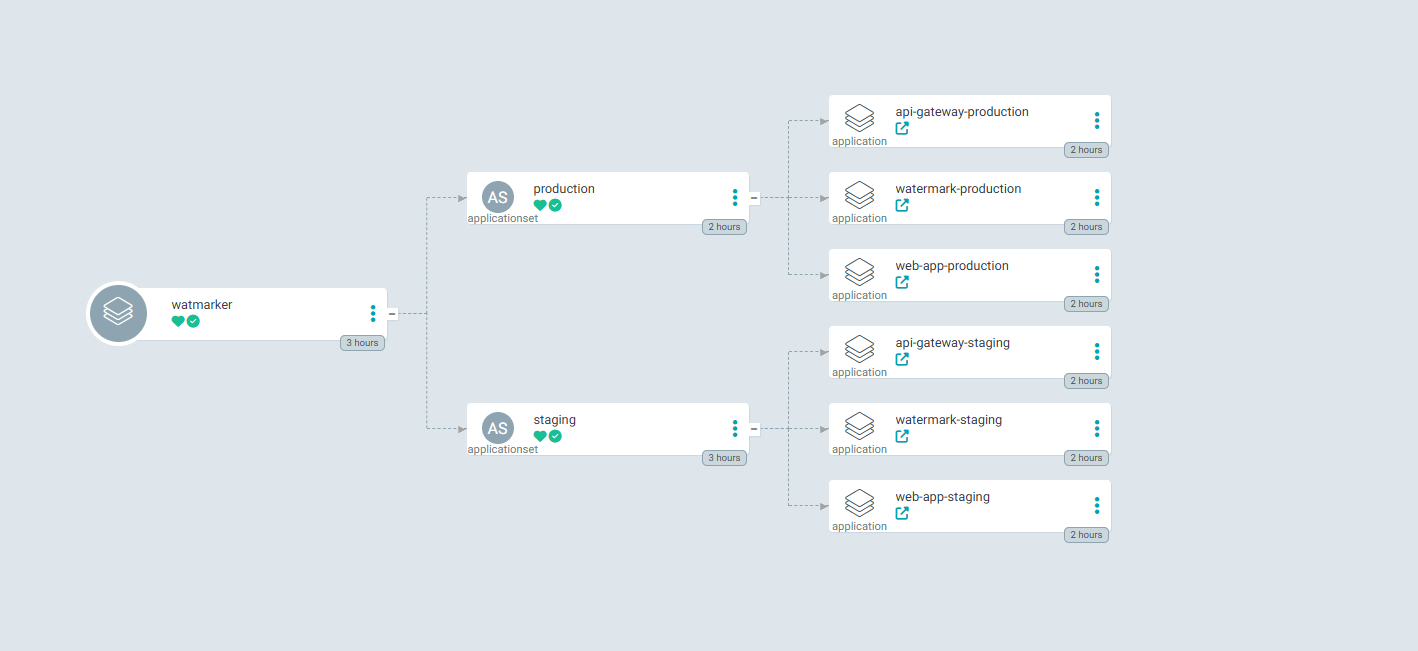 watmarker
3 hours
AS
applicationset
production
2 hours
AS
applicationset
staging
3 hours
application
api-gateway-production
2 hours
application
watermark-production
2 hours
application
web-app-production
2 hours
application
api-gateway-staging
2 hours
application
watermark-staging
2 hours
application
web-app-staging
2 hours